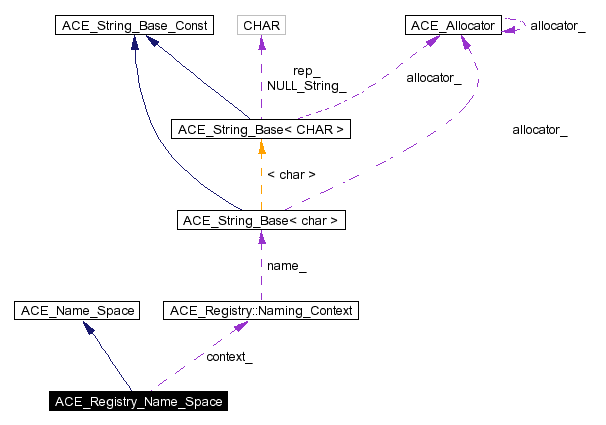 ACE_String_Base_Const
CHAR
ACE_Allocator
allocator_
rep_
NULL_String_
allocator_
ACE_String_Base< CHAR >
allocator_
< char >
ACE_String_Base< char >
name_
ACE_Name_Space
ACE_Registry::Naming_Context
context_
ACE_Registry_Name_Space